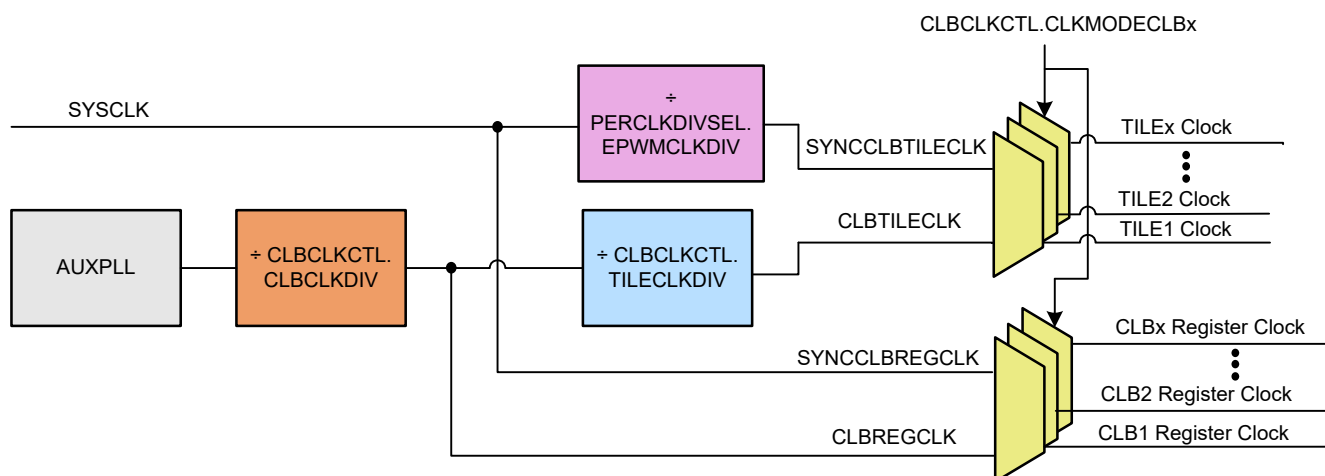 CLBCLKCTL.CLKMODECLBx
SYSCLK
÷
PERCLKDIVSEL.
EPWMCLKDIV
SYNCCLBTILECLK
TILEx Clock
TILE2 Clock
TILE1 Clock
AUXPLL
÷ CLBCLKCTL.
CLBCLKDIV
÷ CLBCLKCTL.
TILECLKDIV
CLBTILECLK
SYNCCLBREGCLK
CLBREGCLK
CLBx Register Clock
CLB2 Register Clock
CLB1 Register Clock